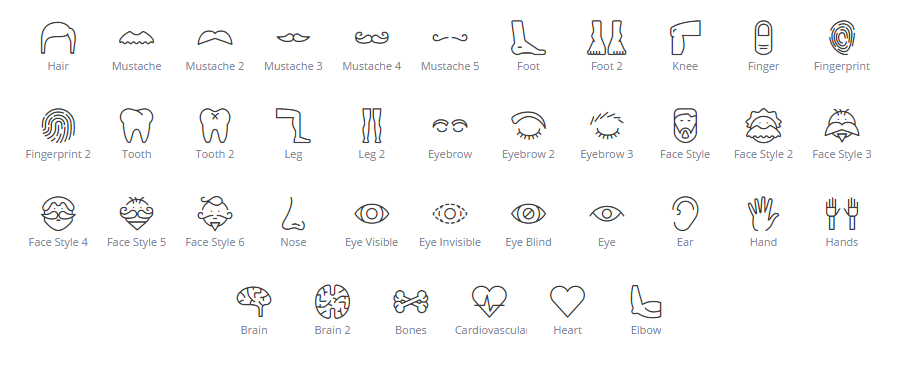 Hair Mustache Mustache 2 Mustache 3 Mustache 4 Mustache 5 Foot Foot 2 Knee Finger Fingerprint
Fingerprint 2 Tooth Tooth 2 Leg Leg 2 Eyebrow Eyebrow 2 Eyebrow 3 Face Style Face Style 2 Face Style 3
Face Style 4 Face Style 5 Face Style 6 Nose Eye Visible Eye Invisible Eye Blind Eye Ear Hand Hands
Brain Brain 2 Bones Cardiovascular Heart Elbow